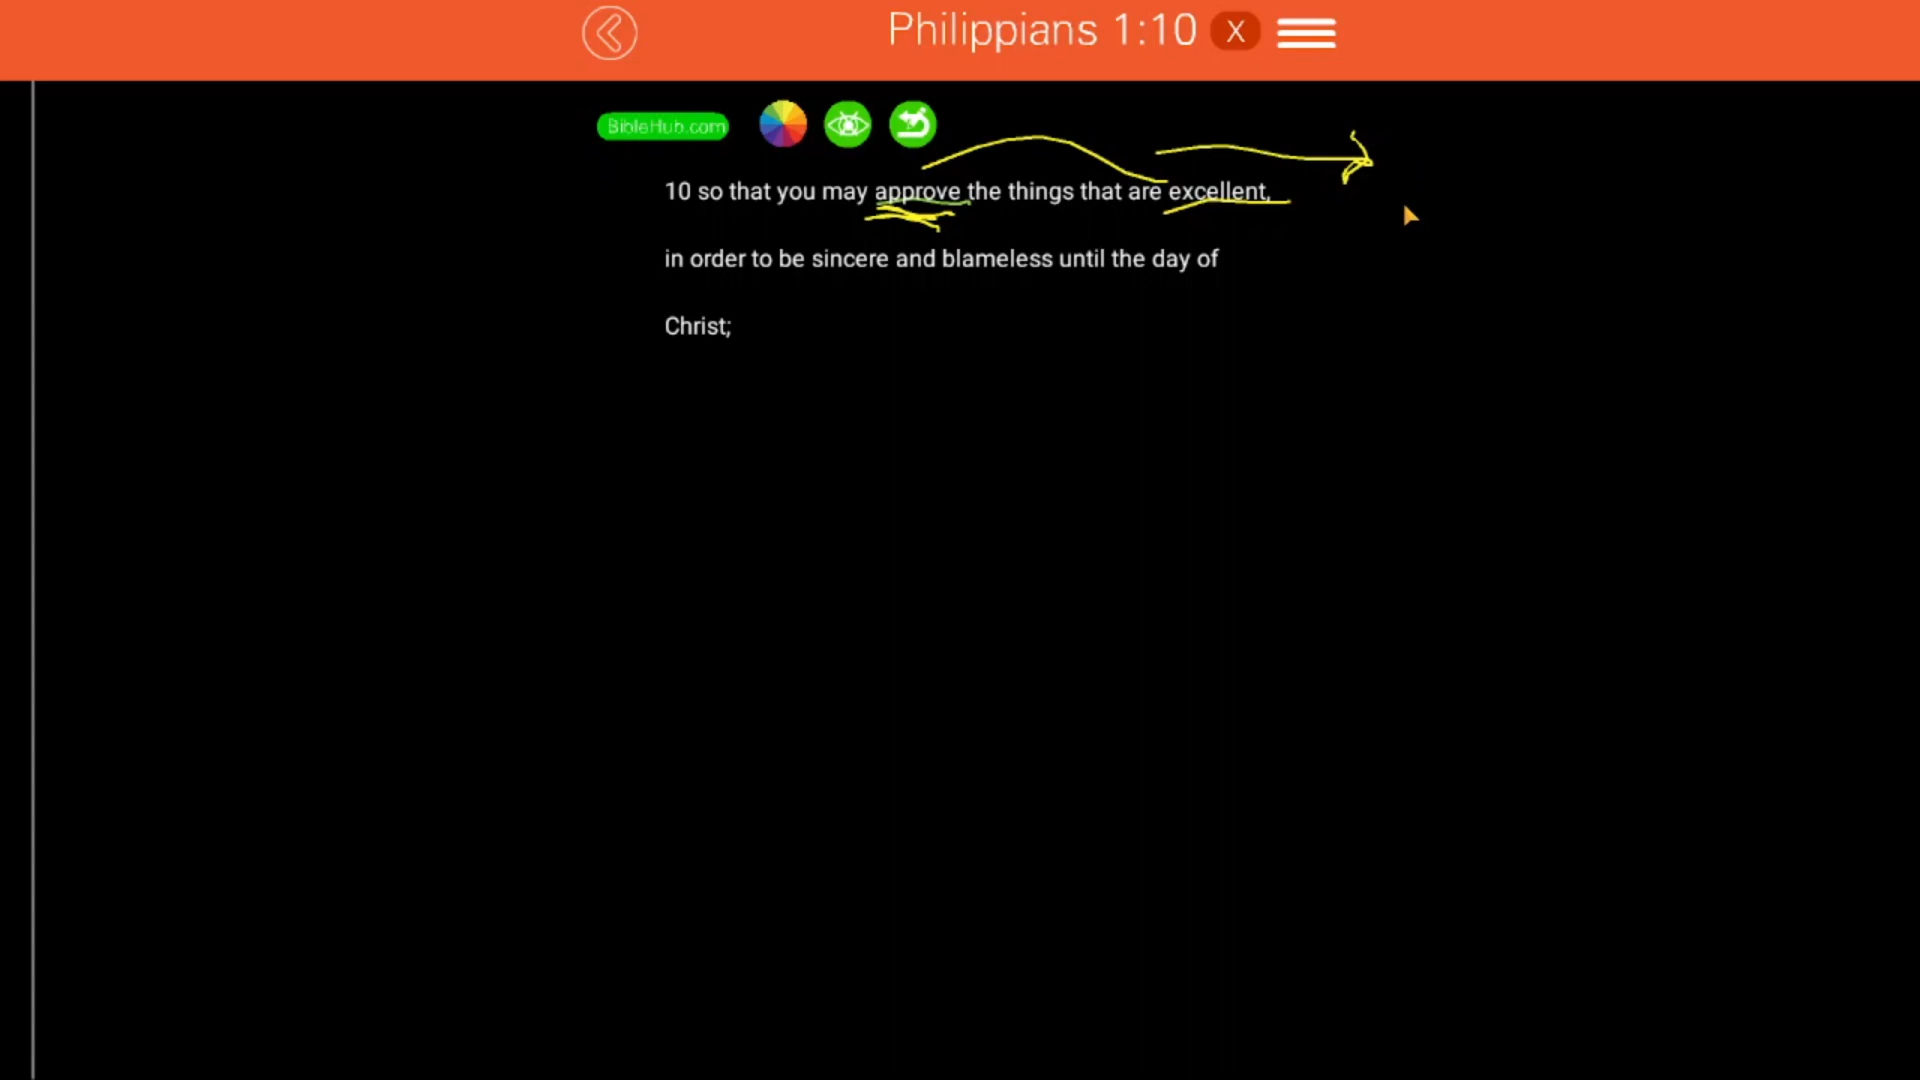 Philippians 1:10 X
BibleHub.com
10 so that you may approve the things that are excellent,
in order to be sincere and blameless until the day of
Christ;